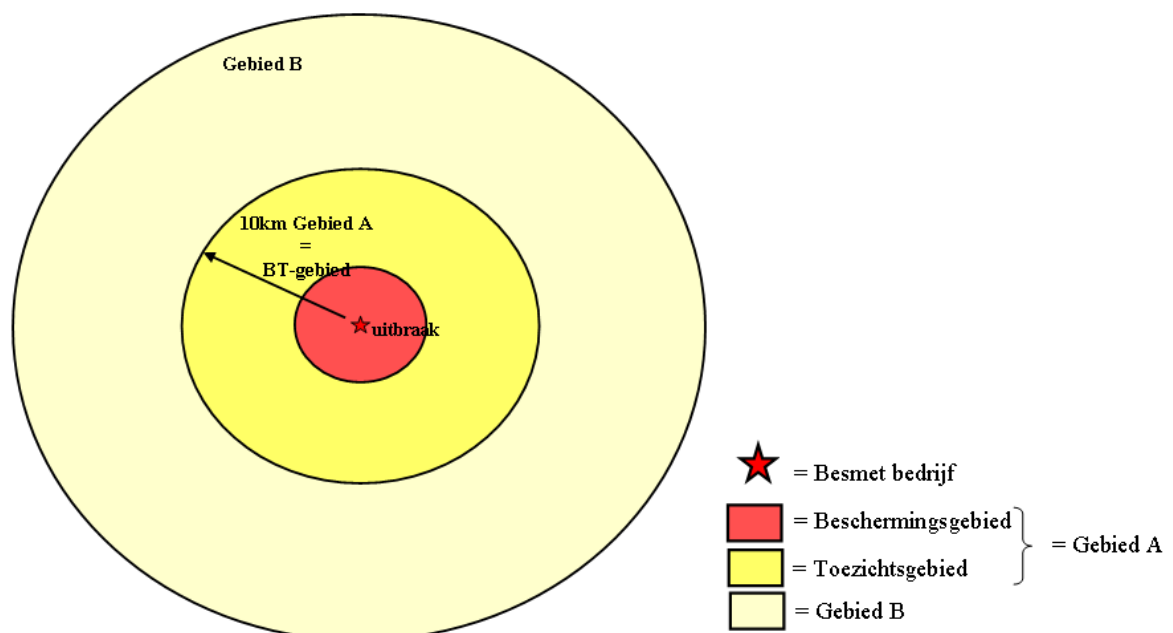 Gebied B
10km Gebied A
=
BT-gebied
uitbraak
= Besmet bedrijf
= Beschermingsgebied
= Gebied A
= Toezichtsgebied
= Gebied B